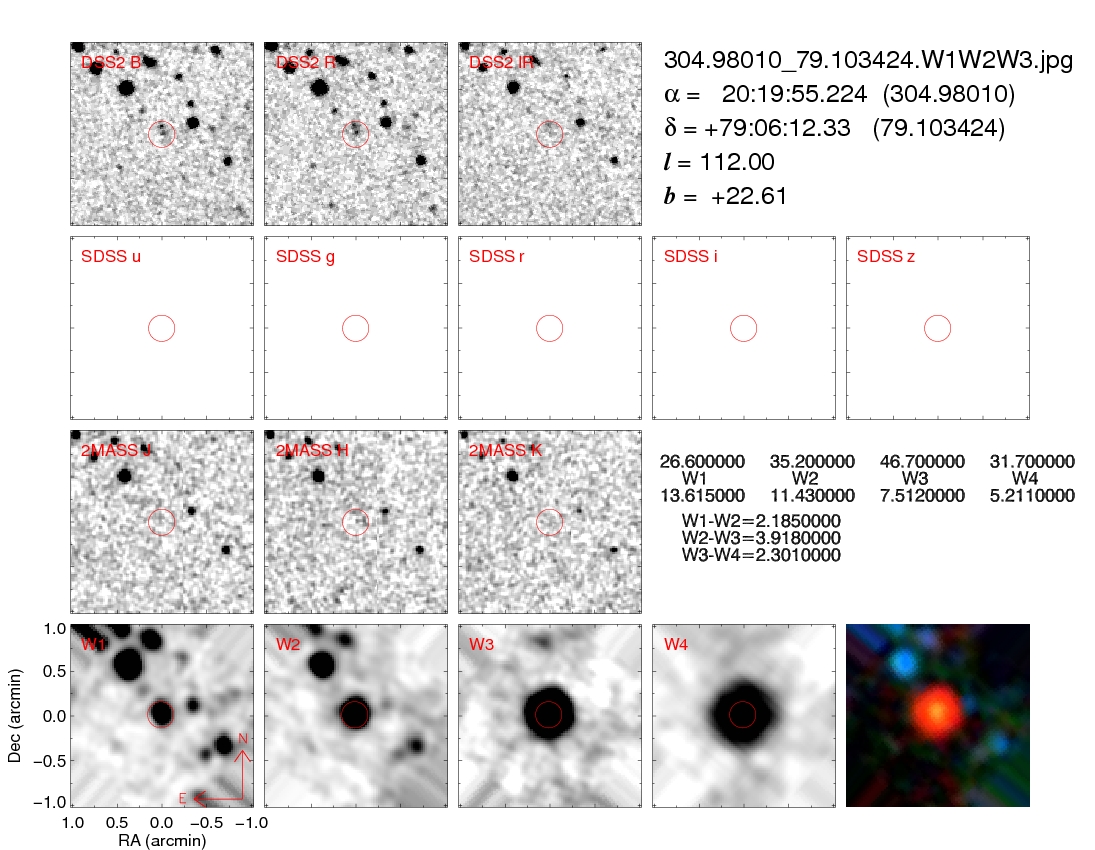 DSS2 B DSS2 R DSS2 IR
304.98010_79.103424.W1W2W3.jpg
α = 20:19:55.224 (304.98010)
δ = +79:06:12.33 (79.103424)
l = 112.00
b = +22.61
SDSS u SDSS g SDSS r SDSS i SDSS z
2MASS J 2MASS H 2MASS K
26.600000 35.200000 46.700000 31.700000
W1 W2 W3 W4
13.615000 11.430000 7.5120000 5.2110000
W1-W2=2.1850000
W2-W3=3.9180000
W3-W4=2.3010000
W1 W2 W3 W4
1.0
0.5
0.0
−0.5
−1.0
Dec (arcmin)
N
E
1.0 0.5 0.0 −0.5 −1.0
RA (arcmin)